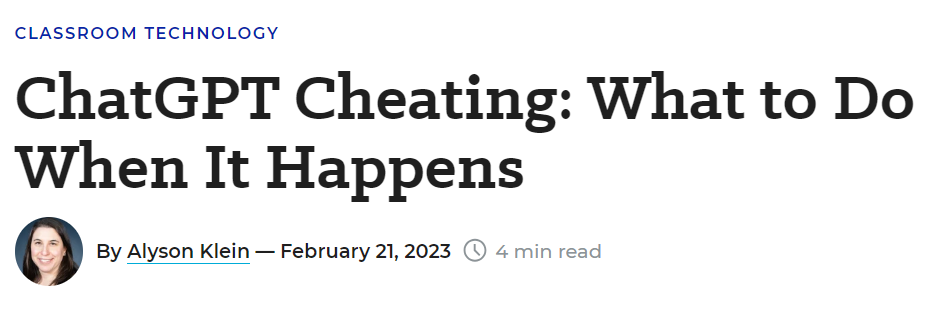 CLASSROOM TECHNOLOGY
ChatGPT Cheating: What to Do
When It Happens
By Alyson Klein — February 21, 2023 4 min read